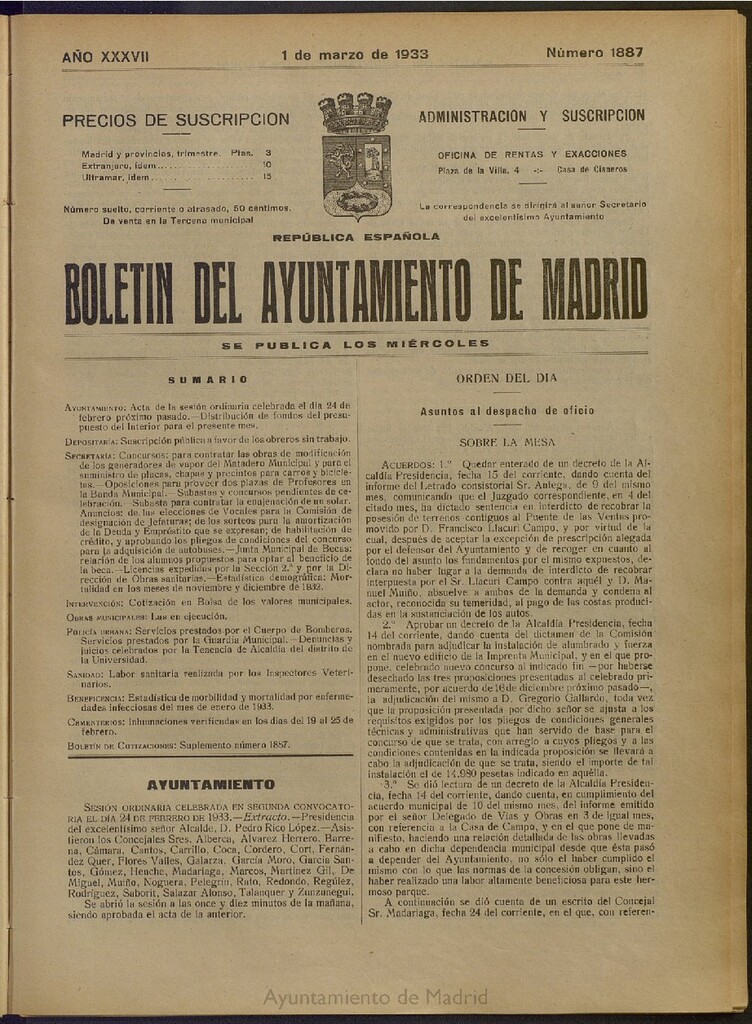 AÑO XXXVII
1 de marzo de 1933
Número 1887
PRECIOS DE SUSCRIPCION
Madrid y provincias, trimestre. Ptas. 3
Extranjero, ídem.................... 10
Ultramar, ídem...................... 15
Número suelto, corriente o atrasado, 50 céntimos.
De venta en la Tercena municipal
ADMINISTRACION Y SUSCRIPCION
OFICINA DE RENTAS Y EXACCIONES
Plaza de la Villa, 4 -:- Casa de Cisneros
La correspondencia se dirigirá al señor Secretario
del excelentísimo Ayuntamiento
REPÚBLICA ESPAÑOLA
BOLETIN DEL AYUNTAMIENTO DE MADRID
SE PUBLICA LOS MIÉRCOLES
SUMARIO
AYUNTAMIENTO: Acta de la sesión ordinaria celebrada el día 24 de
febrero próximo pasado.—Distribución de fondos del presu-
puesto del Interior para el presente mes.
DEPOSITARÍA: Suscripción pública a favor de los obreros sin trabajo.
SECRETARÍA: Concursos: para contratar las obras de modificación
de los generadores de vapor del Matadero Municipal y para el
suministro de placas, chapas y precintos para carros y bicicle-
tas.—Oposiciones para proveer dos plazas de Profesores en
la Banda Municipal.—Subastas y concursos pendientes de ce-
lebración.—Subasta para contratar la enajenación de un solar.
Anuncios: de las elecciones de Vocales para la Comisión de
designación de Jefaturas; de los sorteos para la amortización
de la Deuda y Empréstito que se expresan; de habilitación de
crédito, y aprobando los pliegos de condiciones del concurso
para la adquisición de autobuses.—Junta Municipal de Becas:
relación de los alumnos propuestos para optar al beneficio de
la beca.—Licencias expedidas por la Sección 2.ª y por la Di-
rección de Obras sanitarias.—Estadística demográfica: Mor-
talidad en los meses de noviembre y diciembre de 1932.
INTERVENCIÓN: Cotización en Bolsa de los valores municipales.
OBRAS MUNICIPALES: Las en ejecución.
POLICÍA URBANA: Servicios prestados por el Cuerpo de Bomberos.
Servicios prestados por la Guardia Municipal.—Denuncias y
juicios celebrados por la Tenencia de Alcaldía del distrito de
la Universidad.
SANIDAD: Labor sanitaria realizada por los Inspectores Veteri-
narios.
BENEFICENCIA: Estadística de morbilidad y mortalidad por enferme-
dades infecciosas del mes de enero de 1933.
CEMENTERIOS: Inhumaciones verificadas en los días del 19 al 25 de
febrero.
BOLETÍN DE COTIZACIONES: Suplemento número 1887.
AYUNTAMIENTO
SESIÓN ORDINARIA CELEBRADA EN SEGUNDA CONVOCATO-
RIA EL DÍA 24 DE FEBRERO DE 1933.—Extracto.—Presidencia
del excelentísimo señor Alcalde, D. Pedro Rico López.—Asis-
tieron los Concejales Sres. Alberca, Alvarez Herrero, Barre-
na, Cámara, Cantos, Carrillo, Coca, Cordero, Cort, Fernán-
dez Quer, Flores Valles, Galarza, García Moro, García San-
tos, Gómez, Henche, Madariaga, Marcos, Martínez Gil, De
Miguel, Muiño, Noguera, Pelegrín, Rato, Redondo, Regúlez,
Rodríguez, Saborit, Salazar Alonso, Talanquer y Zunzunegui.
Se abrió la sesión a las once y diez minutos de la mañana,
siendo aprobada el acta de la anterior.
ORDEN DEL DIA
Asuntos al despacho de oficio
SOBRE LA MESA
ACUERDOS: 1.º Quedar enterado de un decreto de la Al-
caldía Presidencia, fecha 15 del corriente, dando cuenta del
informe del Letrado consistorial Sr. Aniega, de 9 del mismo
mes, comunicando que el Juzgado correspondiente, en 4 del
citado mes, ha dictado sentencia en interdicto de recobrar la
posesión de terrenos contiguos al Puente de las Ventas pro-
movido por D. Francisco Llacuri Campo, y por virtud de la
cual, después de aceptar la excepción de prescripción alegada
por el defensor del Ayuntamiento y de recoger en cuanto al
fondo del asunto los fundamentos por el mismo expuestos, de-
clara no haber lugar a la demanda de interdicto de recobrar
interpuesta por el Sr. Llacuri Campo contra aquél y D. Ma-
nuel Muiño, absuelve a ambos de la demanda y condena al
actor, reconocida su temeridad, al pago de las costas produci-
das en la sustanciación de los autos.
2.º Aprobar un decreto de la Alcaldía Presidencia, fecha
14 del corriente, dando cuenta del dictamen de la Comisión
nombrada para adjudicar la instalación de alumbrado y fuerza
en el nuevo edificio de la Imprenta Municipal, y en el que pro-
pone, celebrado nuevo concurso al indicado fin —por haberse
desechado las tres proposiciones presentadas al celebrado pri-
meramente, por acuerdo de 16 de diciembre próximo pasado—,
la adjudicación del mismo a D. Gregorio Gallardo, toda vez
que la proposición presentada por dicho señor se ajusta a los
requisitos exigidos por los pliegos de condiciones generales
técnicas y administrativas que han servido de base para el
concurso de que se trata, con arreglo a cuyos pliegos y a las
condiciones contenidas en la indicada proposición se llevará a
cabo la adjudicación de que se trata, siendo el importe de tal
instalación el de 14.980 pesetas indicado en aquélla.
3.º Se dió lectura de un decreto de la Alcaldía Presiden-
cia, fecha 14 del corriente, dando cuenta, en cumplimiento del
acuerdo municipal de 10 del mismo mes, del informe emitido
por el señor Delegado de Vías y Obras en 3 de igual mes,
con referencia a la Casa de Campo, y en el que pone de ma-
nifiesto, haciendo una relación detallada de las obras llevadas
a cabo en dicha dependencia municipal desde que ésta pasó
a depender del Ayuntamiento, no sólo el haber cumplido el
mismo con lo que las normas de la concesión obligan, sino el
haber realizado una labor altamente beneficiosa para este her-
moso parque.
A continuación se dió cuenta de un escrito del Concejal
Sr. Madariaga, fecha 24 del corriente, en el que, con referen-
Ayuntamiento de Madrid